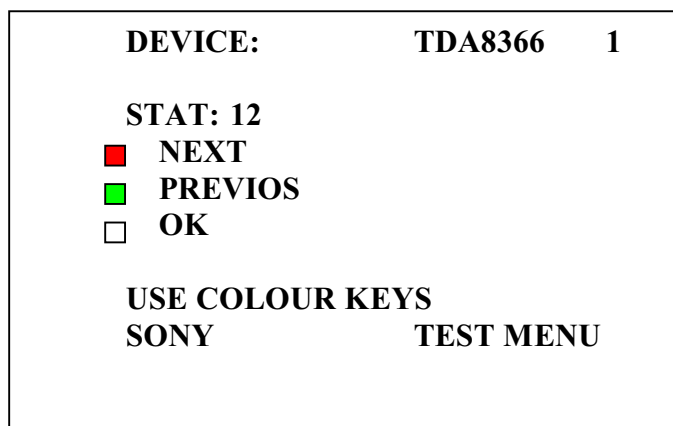 DEVICE: TDA8366 1
STAT: 12
NEXT
PREVIOS
OK
USE COLOUR KEYS
SONY TEST MENU